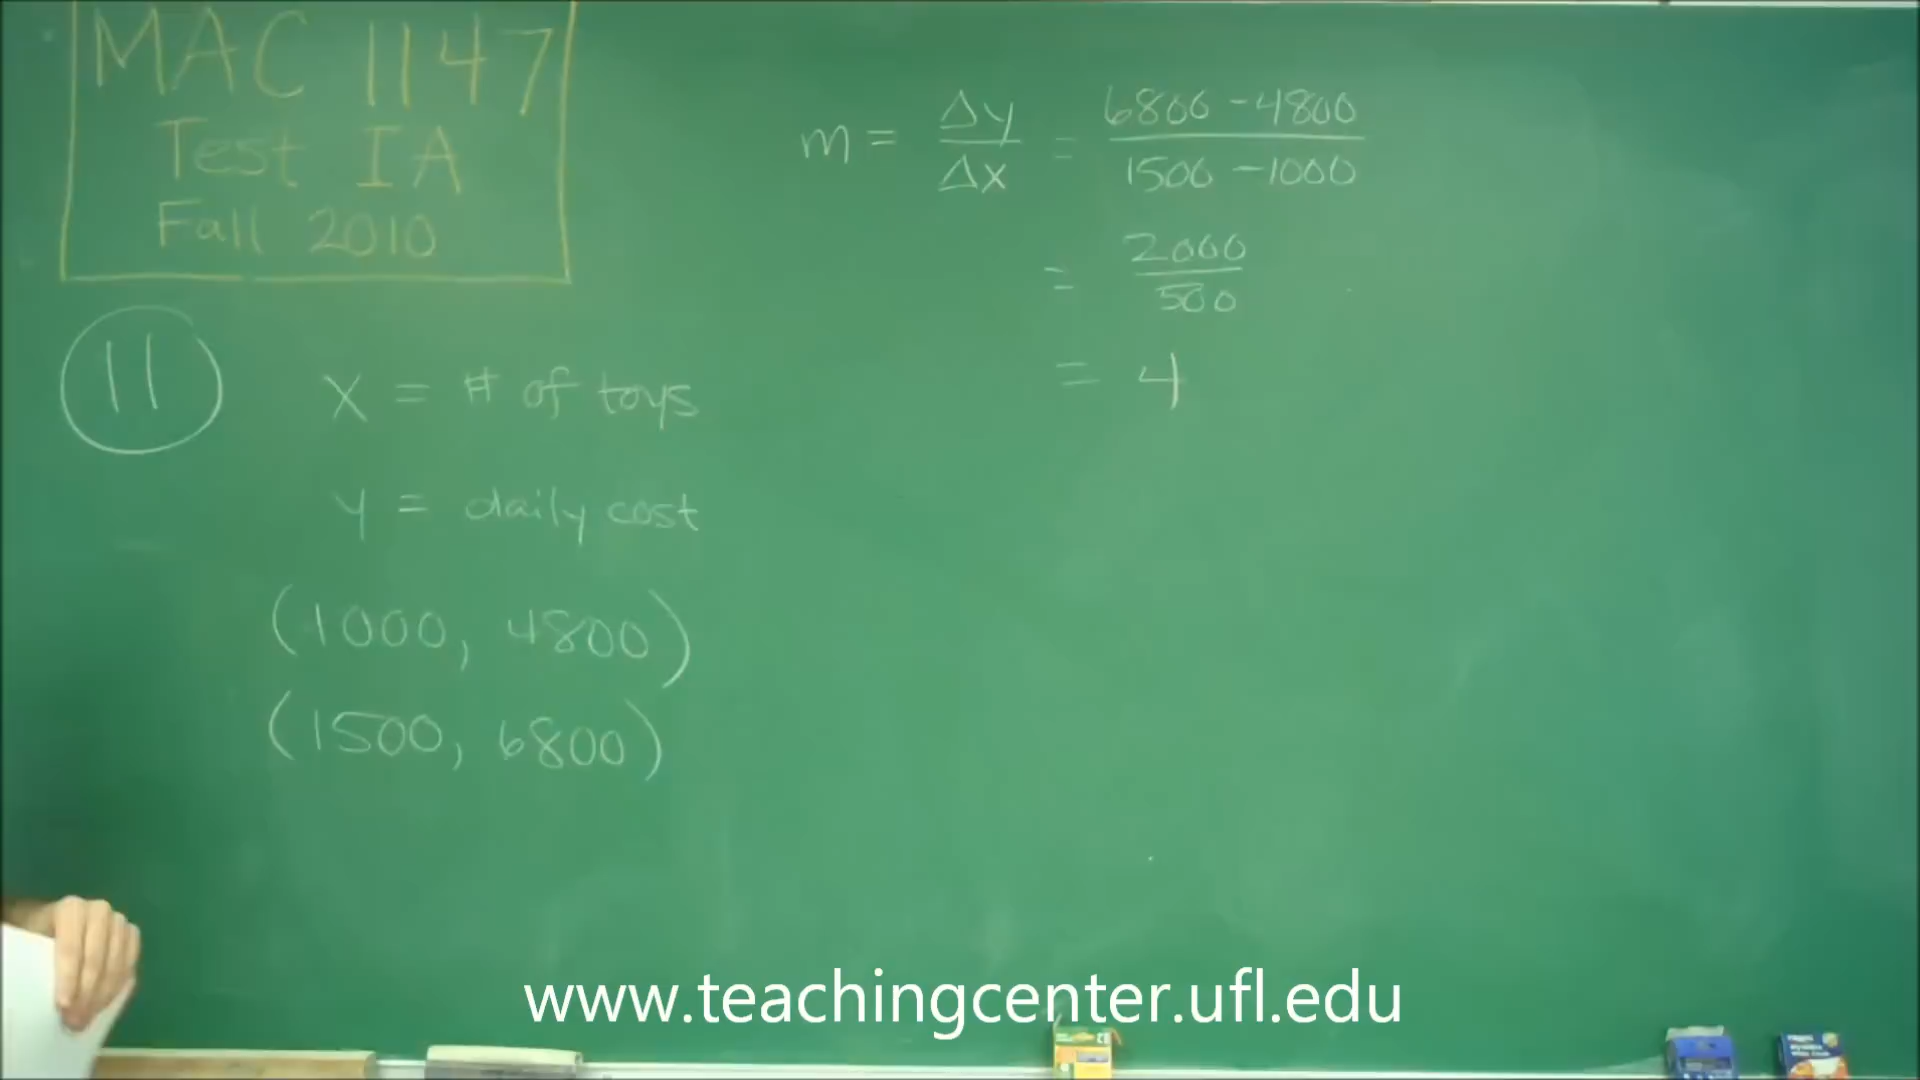 MAC 1147
Test IA
Fall 2010
11
x = # of toys
y = daily cost
(1000, 4800)
(1500, 6800)
m = Δy/Δx = 6800 - 4800/1500 - 1000
= 2000/500
= 4
www.teachingcenter.ufl.edu